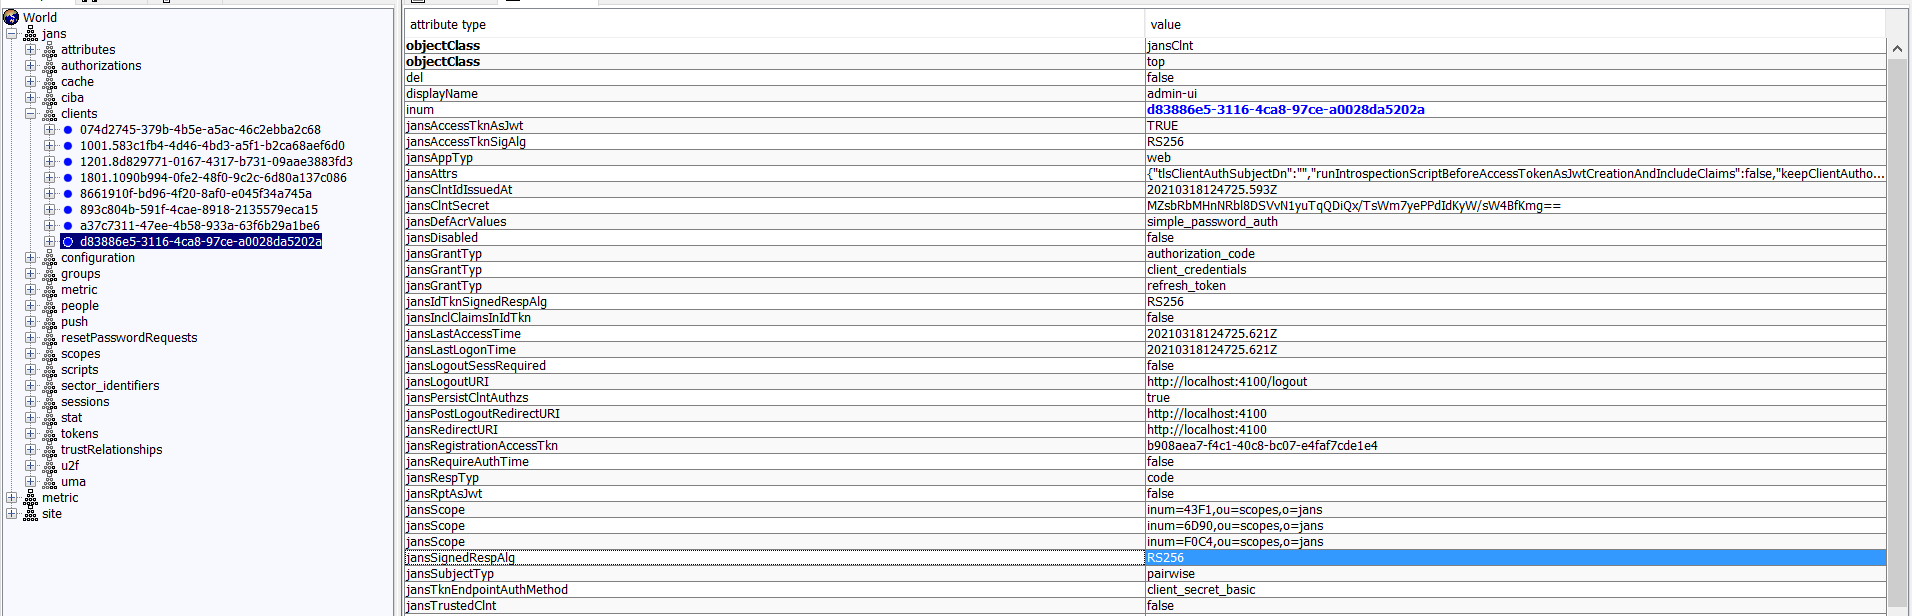 World
jans
attributes
authorizations
cache
ciba
clients
074d2745-379b-4b5e-a5ac-46c2ebba2c68
1001.583c1fb4-4d46-4bd3-a5f1-b2ca68aef6d0
1201.8d829771-0167-4317-b731-09aae3883fd3
1801.1090b994-0fe2-48f0-9c2c-6d80a137c086
8661910f-bd96-4f20-8af0-e045f34a745a
893c804b-591f-4cae-8918-2135579eca15
a37c7311-47ee-4b58-933a-63f6b29a1be6
d83886e5-3116-4ca8-97ce-a0028da5202a
configuration
groups
metric
people
push
resetPasswordRequests
scopes
scripts
sector_identifiers
sessions
stat
tokens
trustRelationships
u2f
uma
metric
site
attribute type value
objectClass jansClnt
objectClass top
del false
displayName admin-ui
inum d83886e5-3116-4ca8-97ce-a0028da5202a
jansAccessTknAsJwt TRUE
jansAccessTknSigAlg RS256
jansAppTyp web
jansAttrs {"tlsClientAuthSubjectDn":"","runIntrospectionScriptBeforeAccessTokenAsJwtCreationAndIncludeClaims":false,"keepClientAutho...
jansClntIdIssuedAt 20210318124725.593Z
jansClntSecret MZsbRbMHnNRbl8DSVvN1yuTqQDiQx/TsWm7yePPdIdKyW/sW4BfKmg==
jansDefAcrValues simple_password_auth
jansDisabled false
jansGrantTyp authorization_code
jansGrantTyp client_credentials
jansGrantTyp refresh_token
jansIdTknSignedRespAlg RS256
jansInclClaimsInIdTkn false
jansLastAccessTime 20210318124725.621Z
jansLastLogonTime 20210318124725.621Z
jansLogoutSessRequired false
jansLogoutURI http://localhost:4100/logout
jansPersistClntAuthzs true
jansPostLogoutRedirectURI http://localhost:4100
jansRedirectURI http://localhost:4100
jansRegistrationAccessTkn b908aea7-f4c1-40c8-bc07-e4faf7cde1e4
jansRequireAuthTime false
jansRespTyp code
jansRptAsJwt false
jansScope inum=43F1,ou=scopes,o=jans
jansScope inum=6D90,ou=scopes,o=jans
jansScope inum=F0C4,ou=scopes,o=jans
jansSignedRespAlg RS256
jansSubjectTyp pairwise
jansTknEndpointAuthMethod client_secret_basic
jansTrustedClnt false